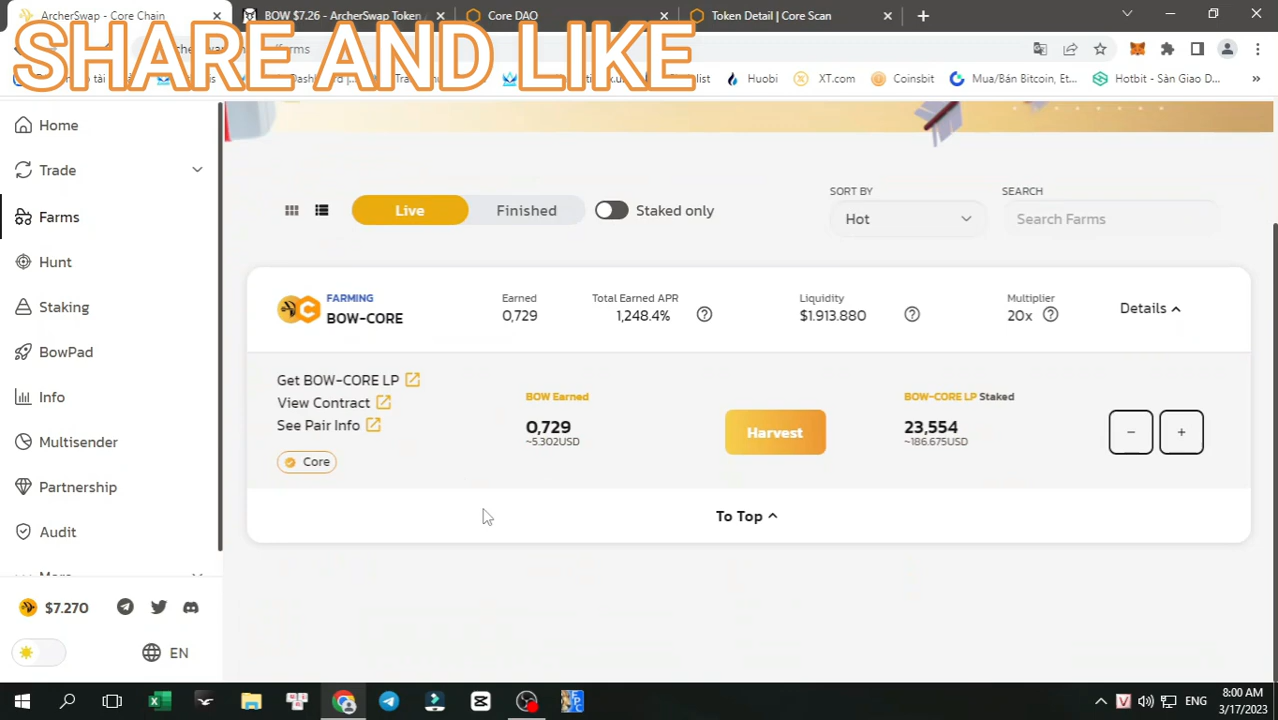 ArcherSwap - Core Chain
BOW $7.26 - ArcherSwap Token
Core DAO
Token Detail | Core Scan
SHARE AND LIKE
Huobi
XT.com
Coinsbit
Mua/Bán Bitcoin, Et...
Hotbit - Sàn Giao D...
Home
Trade
Farms
Hunt
Staking
BowPad
Info
Multisender
Partnership
Audit
$7.270
EN
Live
Finished
Staked only
SORT BY
Hot
SEARCH
Search Farms
FARMING
BOW-CORE
Earned
0,729
Total Earned APR
1,248.4%
Liquidity
$1.913.880
Multiplier
20x
Details
Get BOW-CORE LP
View Contract
See Pair Info
Core
BOW Earned
0,729
~5.302USD
Harvest
BOW-CORE LP Staked
23,554
~186.675USD
To Top
ENG
8:00 AM
3/17/2023